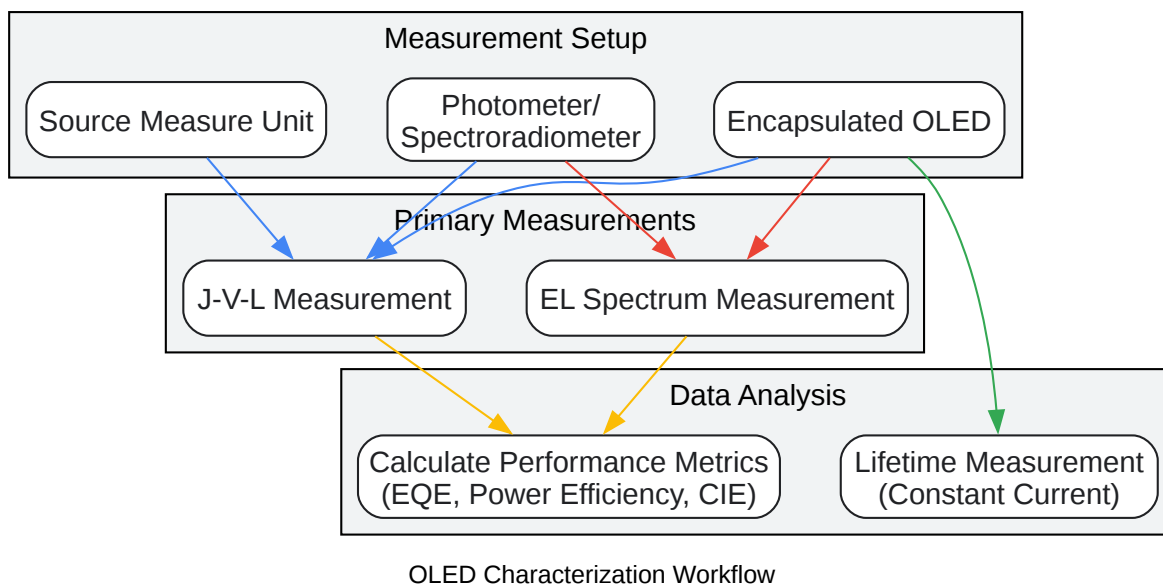 Measurement Setup
Source Measure Unit
Photometer/
Spectroradiometer
Encapsulated OLED
Primary Measurements
J-V-L Measurement
EL Spectrum Measurement
Data Analysis
Calculate Performance Metrics
(EQE, Power Efficiency, CIE)
Lifetime Measurement
(Constant Current)
OLED Characterization Workflow